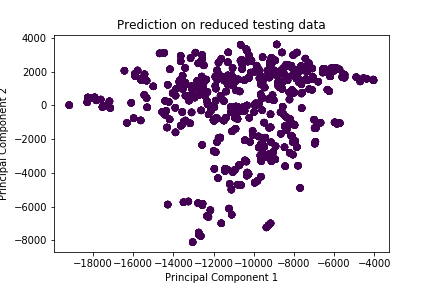 Prediction on reduced testing data
4000
2000
0
−2000
−4000
−6000
−8000
Principal Component 2
−18000 −16000 −14000 −12000 −10000 −8000 −6000 −4000
Principal Component 1